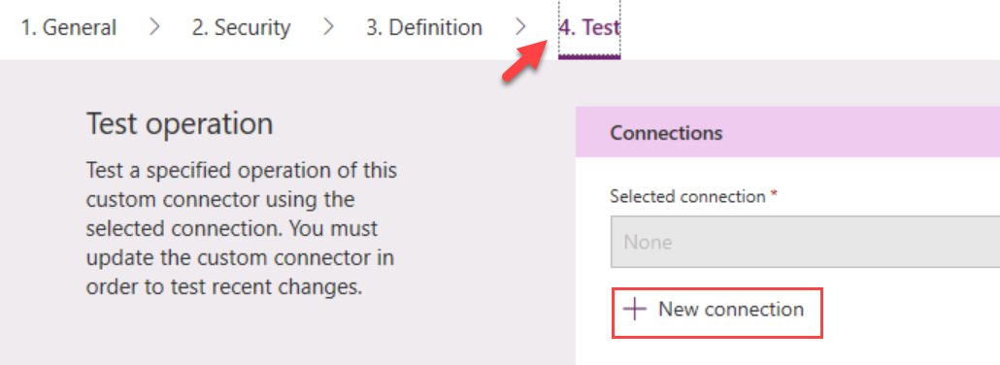 1. General > 2. Security > 3. Definition > 4. Test
Test operation
Test a specified operation of this
custom connector using the
selected connection. You must
update the custom connector in
order to test recent changes.
Connections
Selected connection *
None
+ New connection